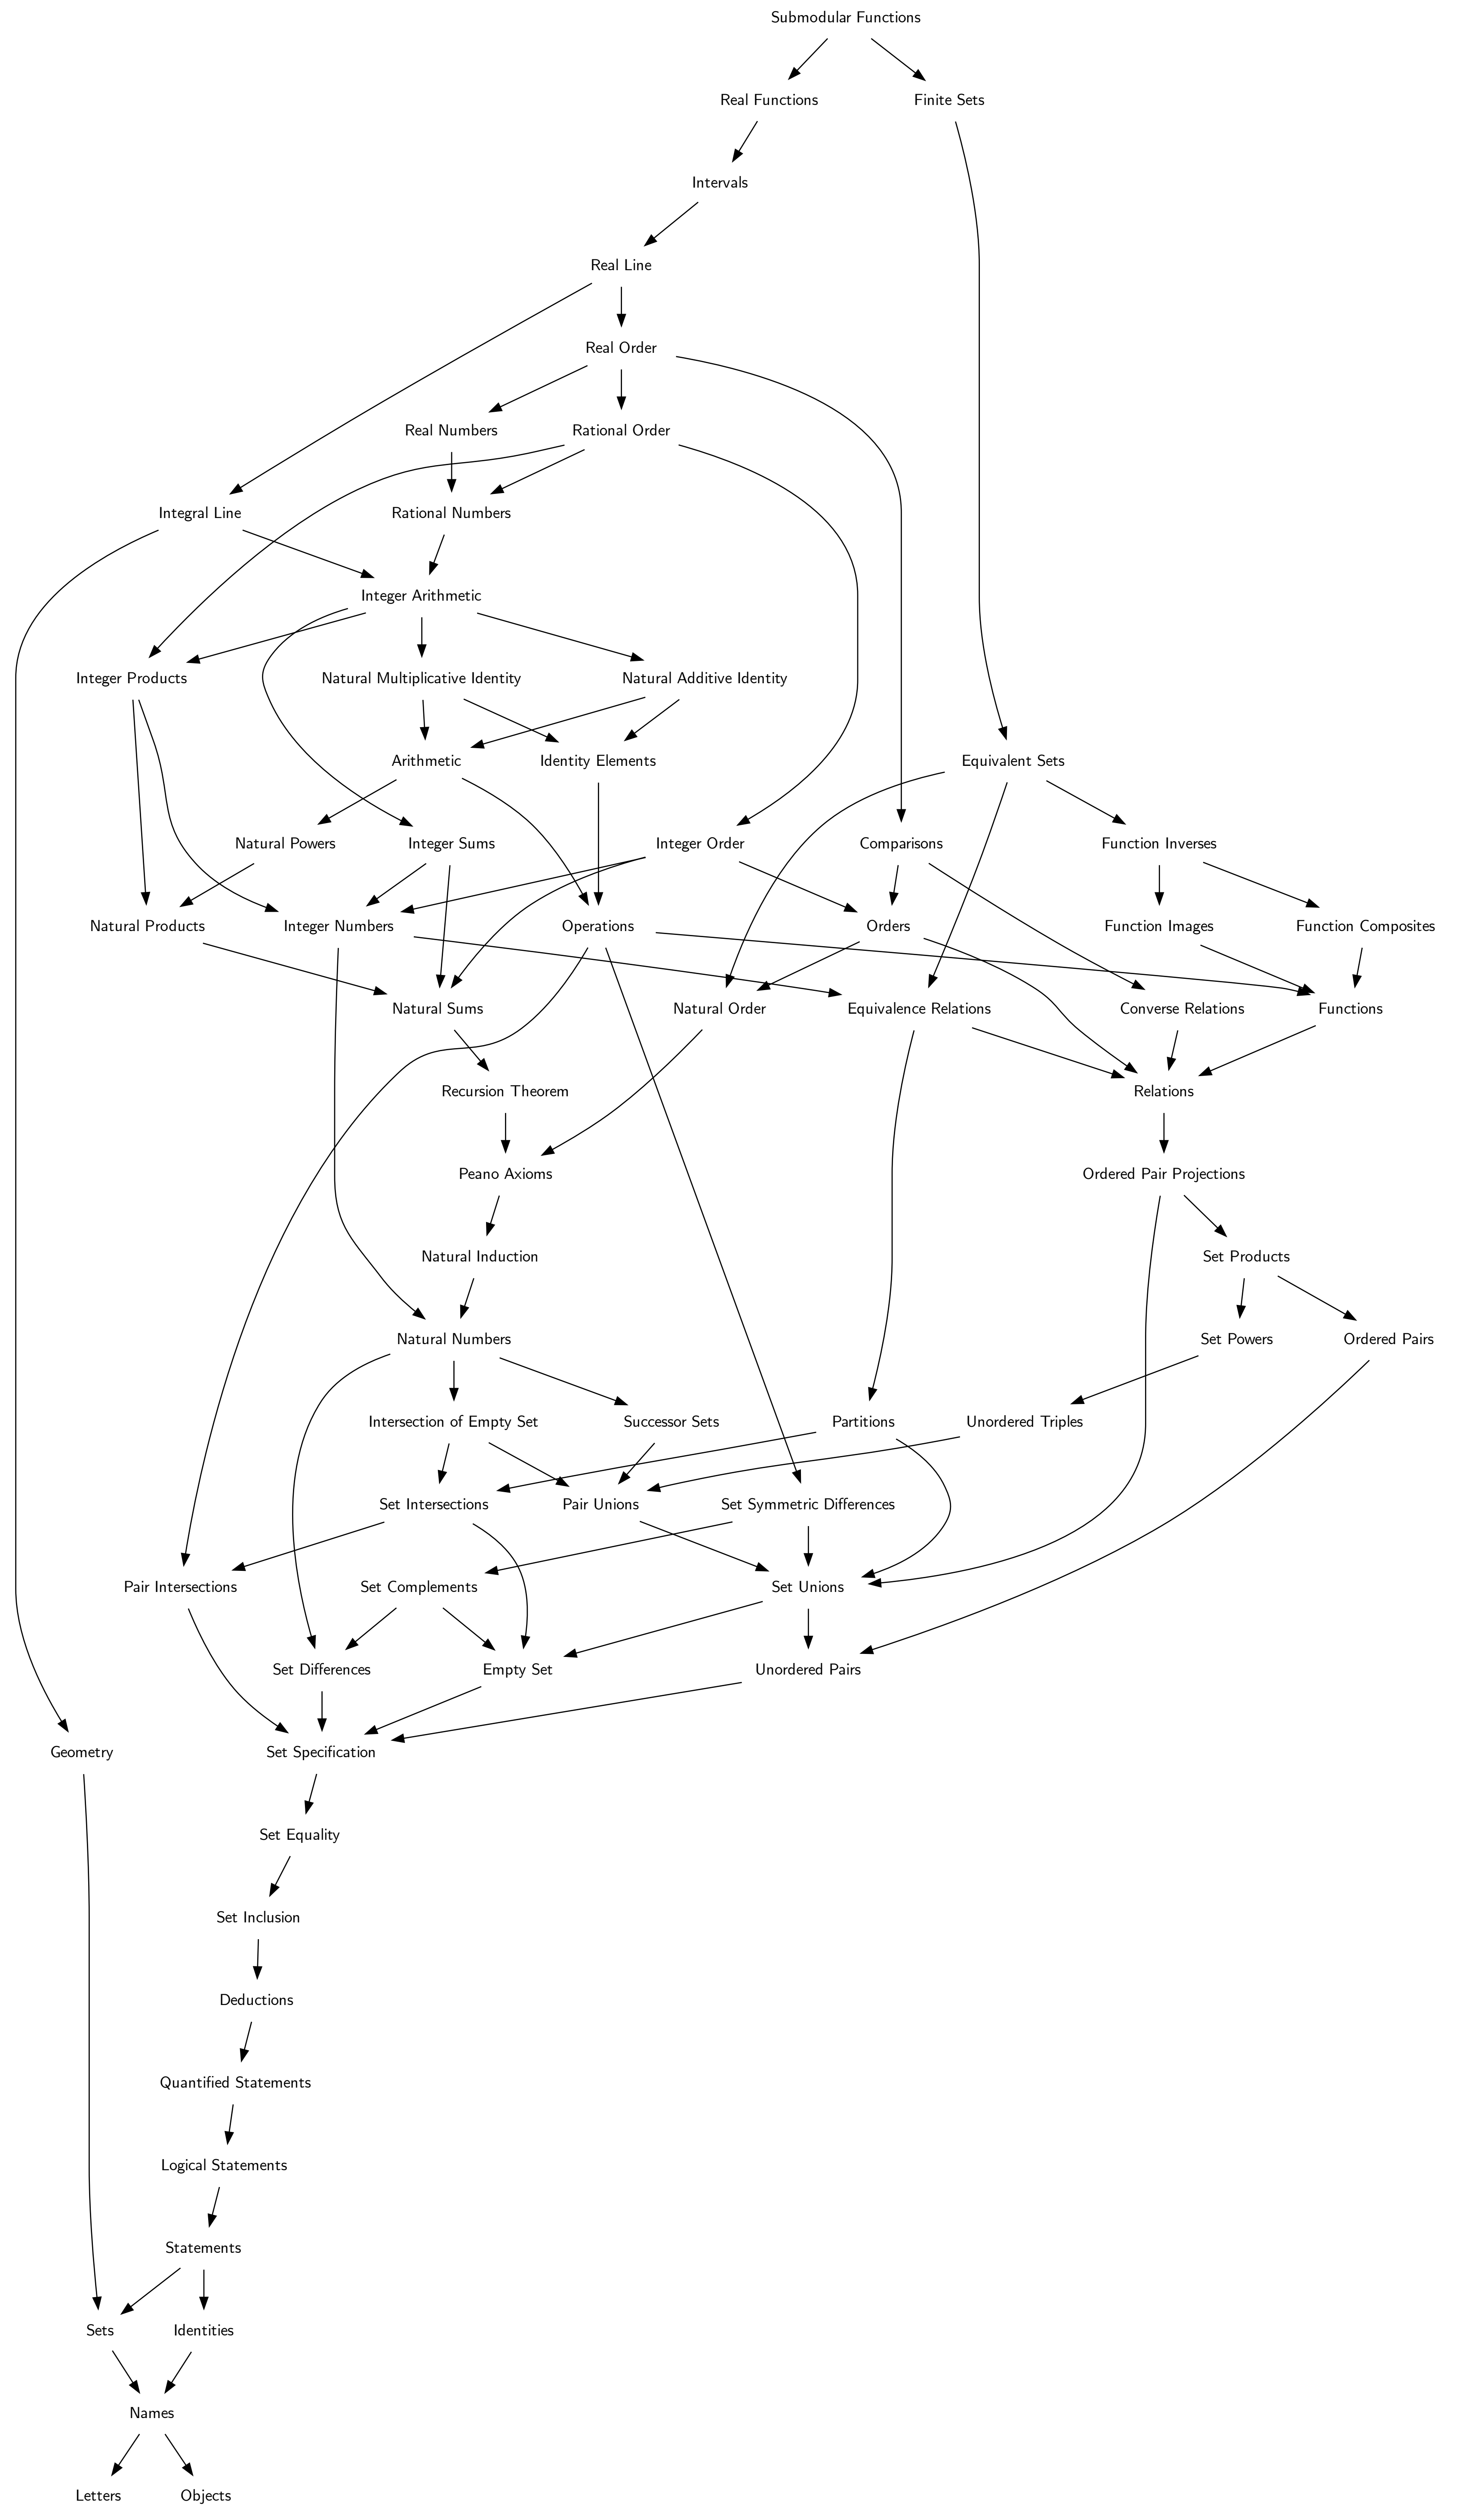 Submodular Functions
Real Functions
Finite Sets
Intervals
Real Line
Real Order
Real Numbers
Rational Order
Integral Line
Rational Numbers
Integer Arithmetic
Integer Products
Natural Multiplicative Identity
Natural Additive Identity
Arithmetic
Identity Elements
Equivalent Sets
Natural Powers
Integer Sums
Integer Order
Comparisons
Function Inverses
Natural Products
Integer Numbers
Operations
Orders
Function Images
Function Composites
Natural Sums
Natural Order
Equivalence Relations
Converse Relations
Functions
Recursion Theorem
Relations
Peano Axioms
Ordered Pair Projections
Natural Induction
Set Products
Natural Numbers
Set Powers
Ordered Pairs
Intersection of Empty Set
Successor Sets
Partitions
Unordered Triples
Set Intersections
Pair Unions
Set Symmetric Differences
Pair Intersections
Set Complements
Set Unions
Set Differences
Empty Set
Unordered Pairs
Geometry
Set Specification
Set Equality
Set Inclusion
Deductions
Quantified Statements
Logical Statements
Statements
Sets
Identities
Names
Letters
Objects